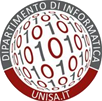 DIPARTIMENTO DI INFORMATICA
UNISA.IT